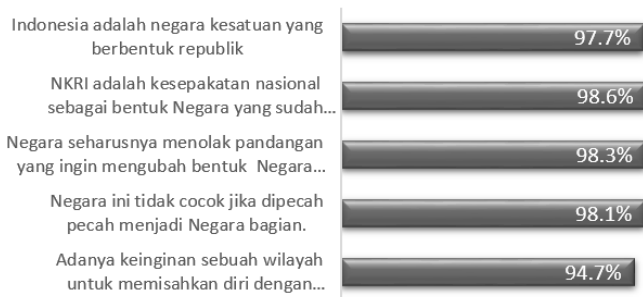 Indonesia adalah negara kesatuan yang
berbentuk republik
97.7%
NKRI adalah kesepakatan nasional
sebagai bentuk Negara yang sudah...
98.6%
Negara seharusnya menolak pandangan
yang ingin mengubah bentuk Negara...
98.3%
Negara ini tidak cocok jika dipecah
pecah menjadi Negara bagian.
98.1%
Adanya keinginan sebuah wilayah
untuk memisahkan diri dengan...
94.7%